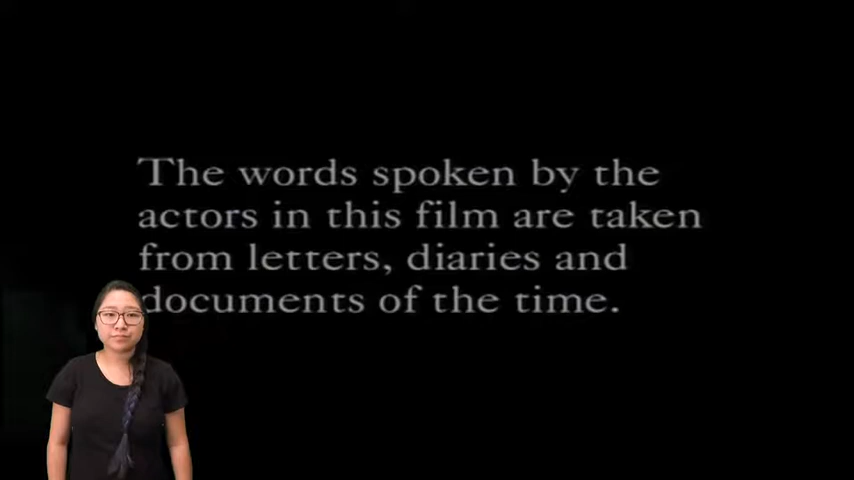 The words spoken by the
actors in this film are taken
from letters, diaries and
documents of the time.